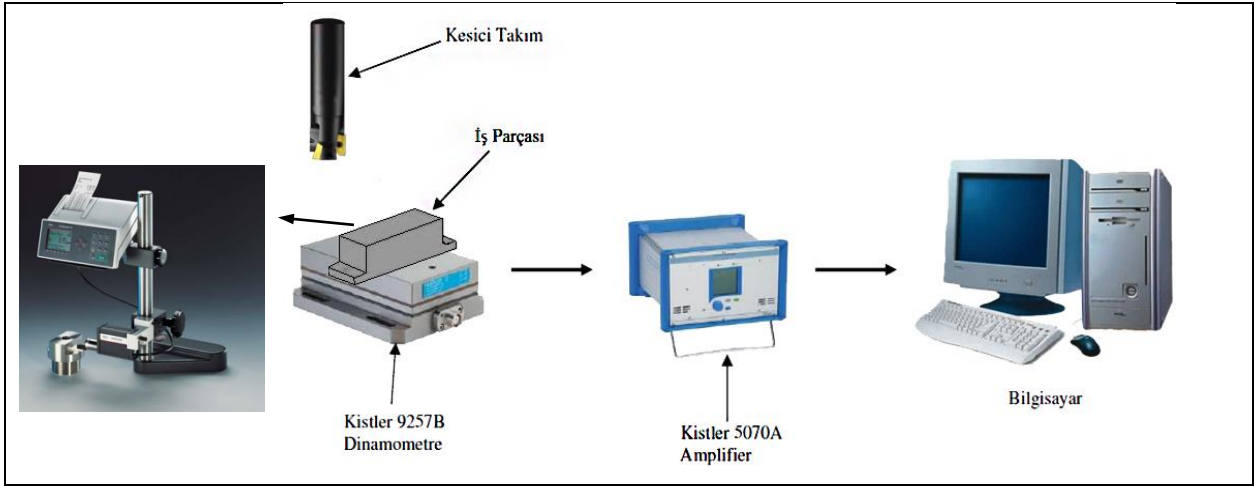 Kesici Takım
İş Parçası
Kistler 9257B
Dinamometre
Kistler 5070A
Amplifier
Bilgisayar